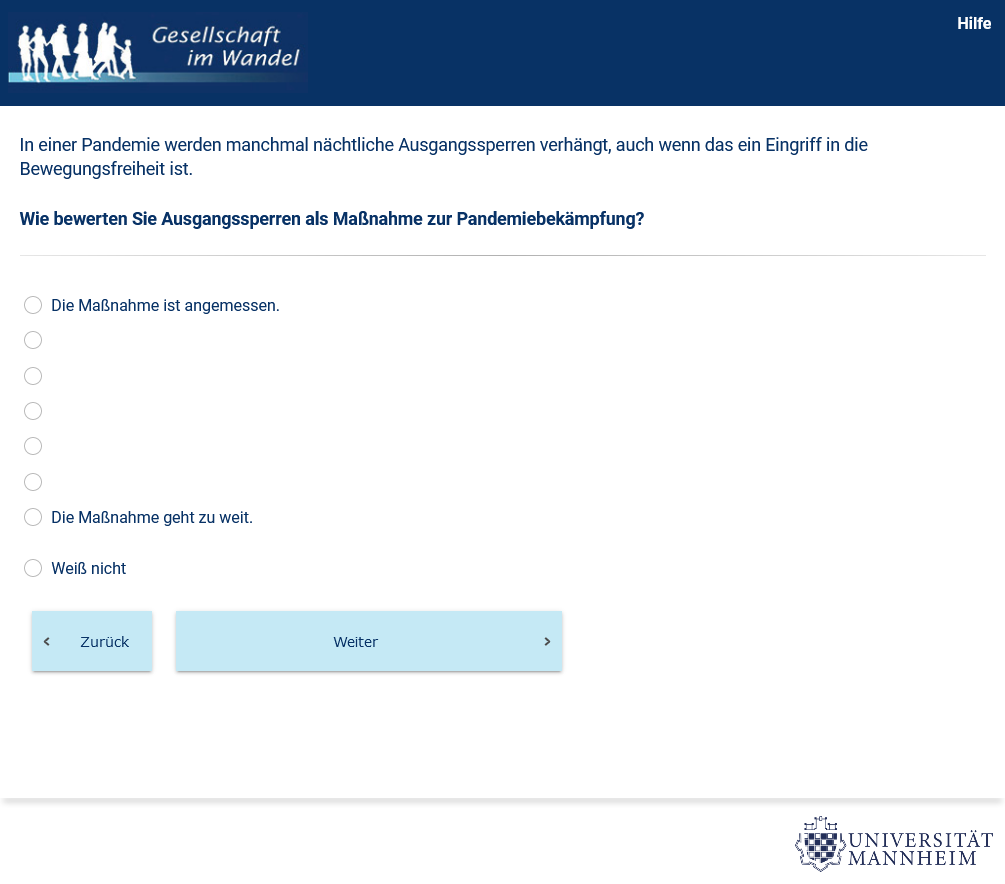 Gesellschaft
im Wandel
Hilfe
In einer Pandemie werden manchmal nächtliche Ausgangssperren verhängt, auch wenn das ein Eingriff in die
Bewegungsfreiheit ist.
Wie bewerten Sie Ausgangssperren als Maßnahme zur Pandemiebekämpfung?
Die Maßnahme ist angemessen.
Die Maßnahme geht zu weit.
Weiß nicht
Zurück
Weiter
UNIVERSITÄT
MANNHEIM